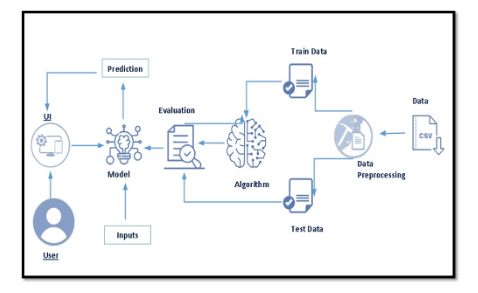 Train Data
Prediction
Evaluation
Data
UI
CSV
Model
Algorithm
Data
Preprocessing
Inputs
Test Data
User